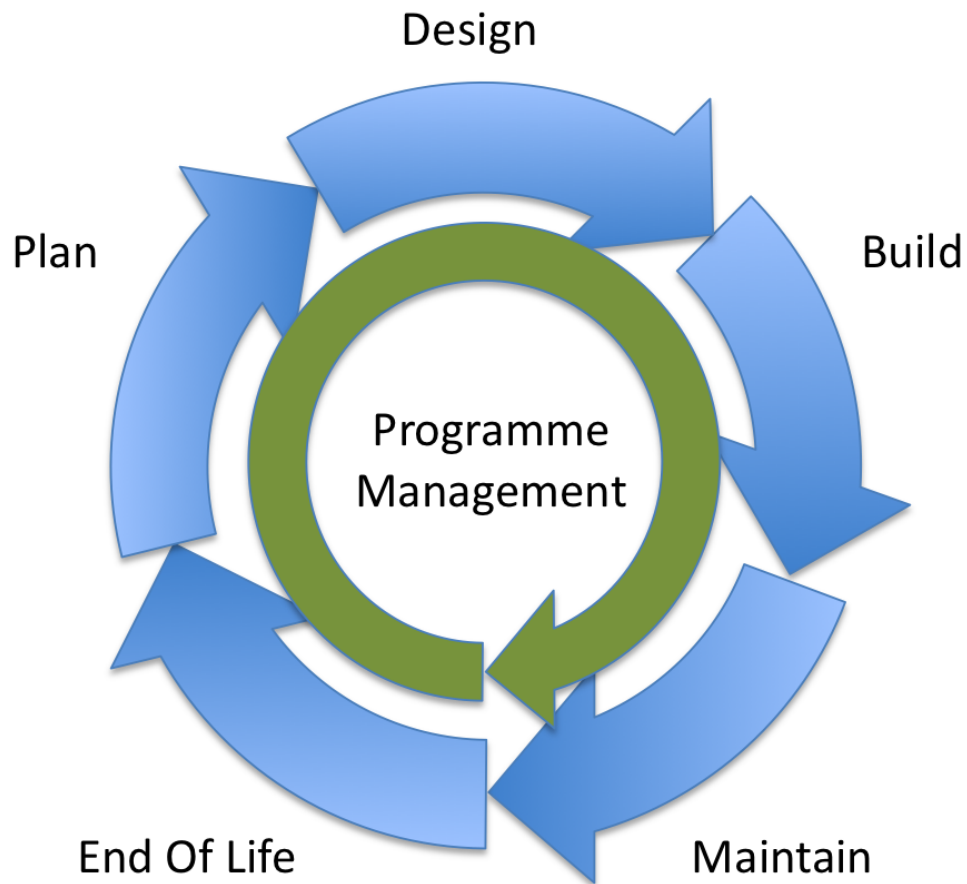 Design
Plan
Build
Programme
Management
End Of Life
Maintain